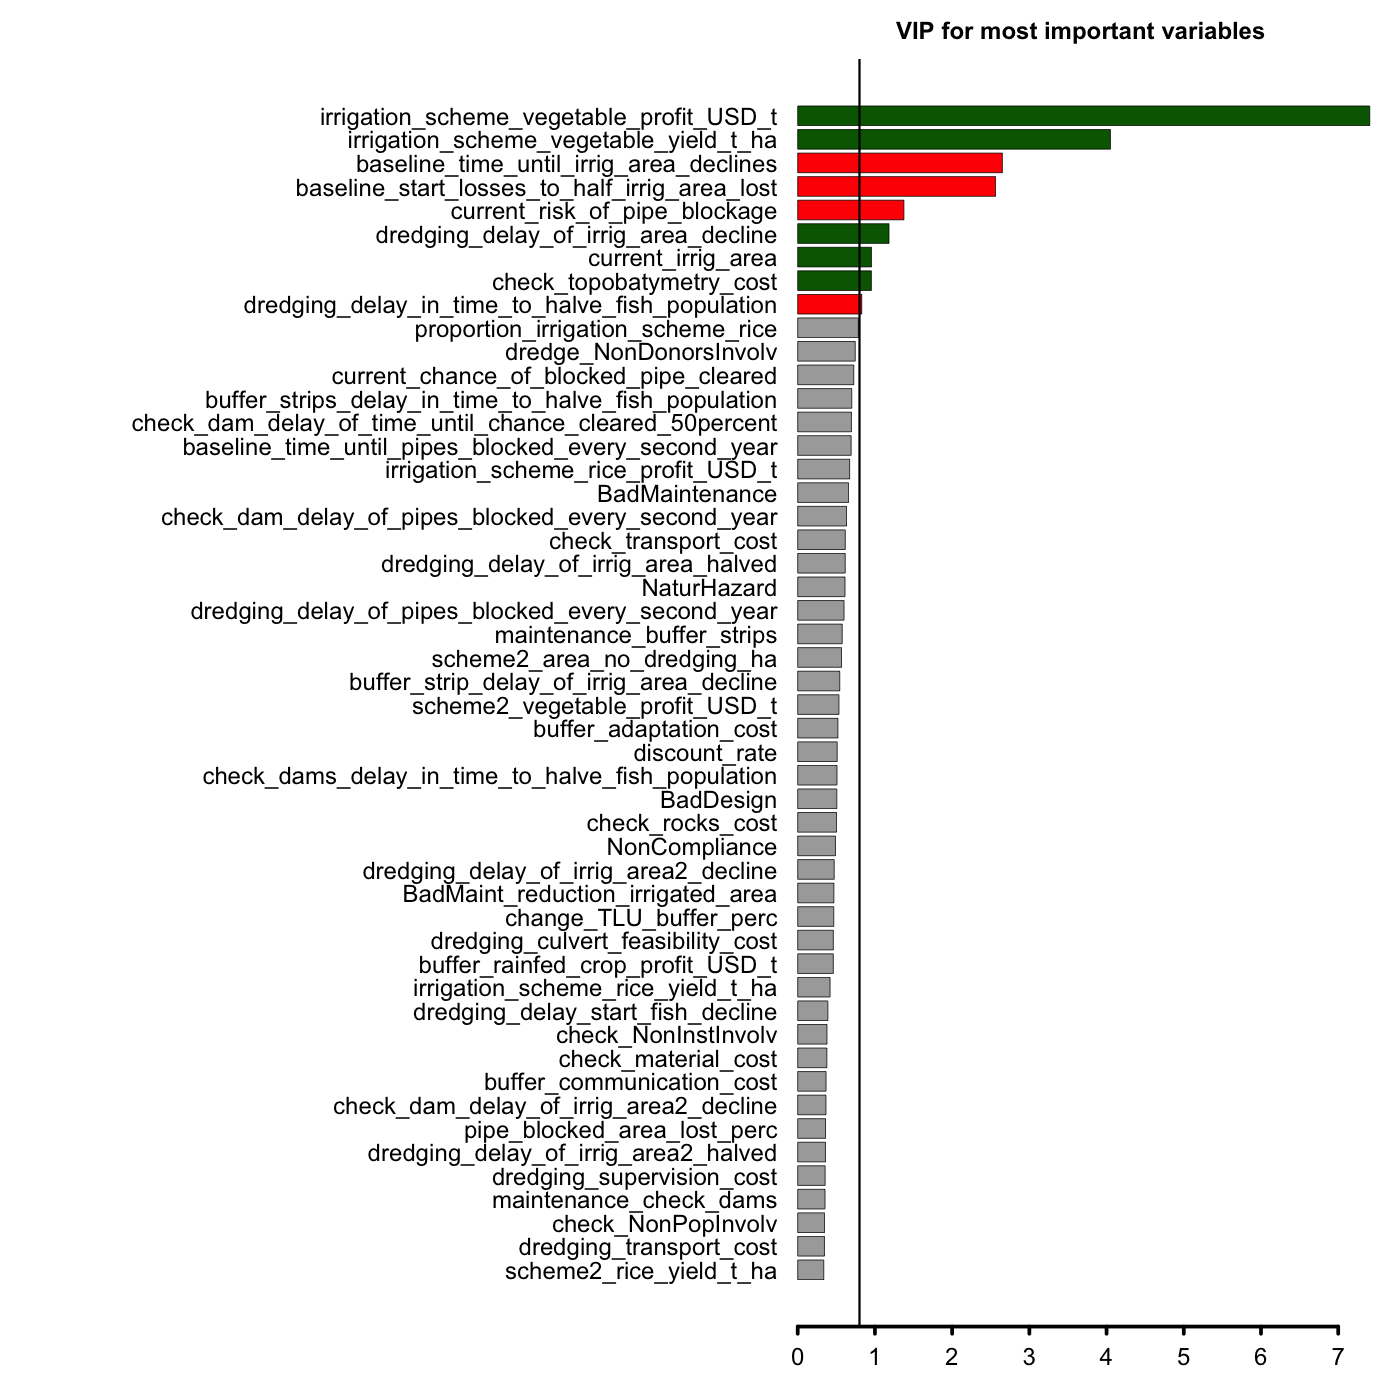 VIP for most important variables
irrigation_scheme_vegetable_profit_USD_t
irrigation_scheme_vegetable_yield_t_ha
baseline_time_until_irrig_area_declines
baseline_start_losses_to_half_irrig_area_lost
current_risk_of_pipe_blockage
dredging_delay_of_irrig_area_decline
current_irrig_area
check_topobatymetry_cost
dredging_delay_in_time_to_halve_fish_population
proportion_irrigation_scheme_rice
dredge_NonDonorsInvolv
current_chance_of_blocked_pipe_cleared
buffer_strips_delay_in_time_to_halve_fish_population
check_dam_delay_of_time_until_chance_cleared_50percent
baseline_time_until_pipes_blocked_every_second_year
irrigation_scheme_rice_profit_USD_t
BadMaintenance
check_dam_delay_of_pipes_blocked_every_second_year
check_transport_cost
dredging_delay_of_irrig_area_halved
NaturHazard
dredging_delay_of_pipes_blocked_every_second_year
maintenance_buffer_strips
scheme2_area_no_dredging_ha
buffer_strip_delay_of_irrig_area_decline
scheme2_vegetable_profit_USD_t
buffer_adaptation_cost
discount_rate
check_dams_delay_in_time_to_halve_fish_population
BadDesign
check_rocks_cost
NonCompliance
dredging_delay_of_irrig_area2_decline
BadMaint_reduction_irrigated_area
change_TLU_buffer_perc
dredging_culvert_feasibility_cost
buffer_rainfed_crop_profit_USD_t
irrigation_scheme_rice_yield_t_ha
dredging_delay_start_fish_decline
check_NonInstInvolv
check_material_cost
buffer_communication_cost
check_dam_delay_of_irrig_area2_decline
pipe_blocked_area_lost_perc
dredging_delay_of_irrig_area2_halved
dredging_supervision_cost
maintenance_check_dams
check_NonPopInvolv
dredging_transport_cost
scheme2_rice_yield_t_ha
0 1 2 3 4 5 6 7